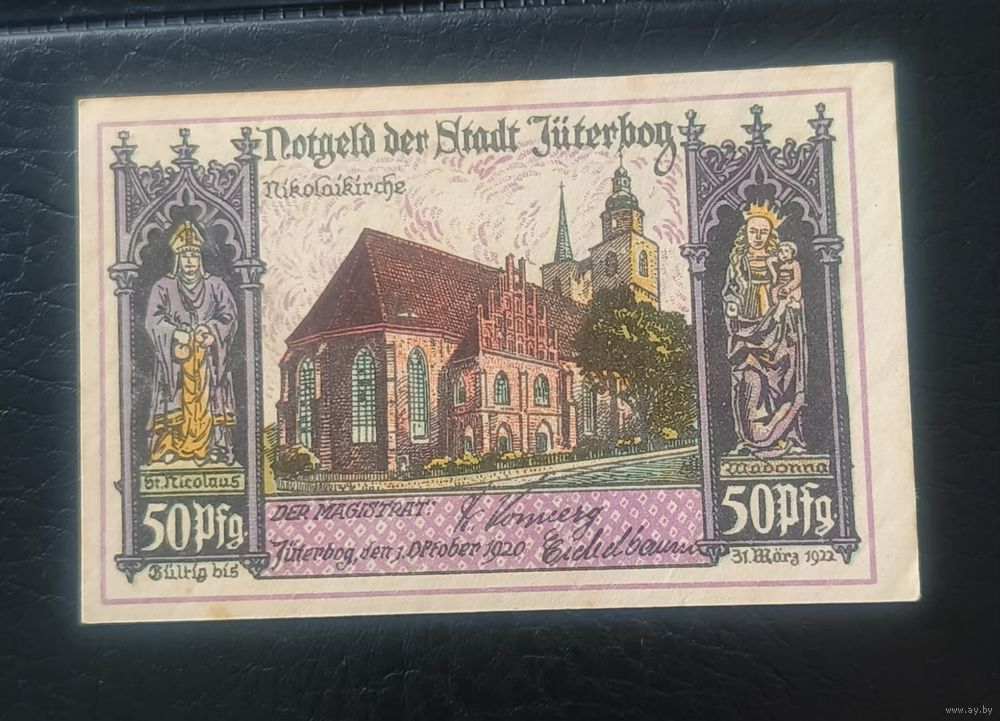 Notgeld der Stadt Jüterbog
Nikolaikirche
St. Nicolaus
Madonna
50 Pfg.
50 Pfg.
DER MAGISTRAT:
Jüterbog, den 1. Oktober 1920
Eichelbaum
Gültig bis
31. März 1922
www.ay.by